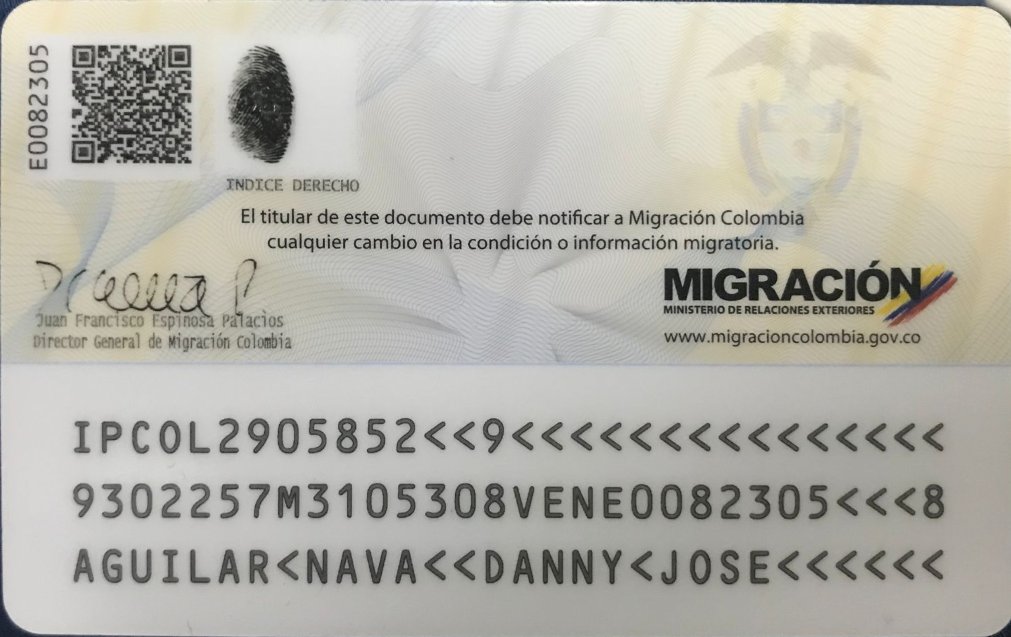 E0082305
INDICE DERECHO
El titular de este documento debe notificar a Migración Colombia
cualquier cambio en la condición o información migratoria.
Juan Francisco Espinosa Palacios
Director General de Migración Colombia
MIGRACIÓN
MINISTERIO DE RELACIONES EXTERIORES
www.migracioncolombia.gov.co
IPCOL2905852<<9<<<<<<<<<<<<<<<
9302257M3105308VENE0082305<<<8
AGUILAR<NAVA<<DANNY<JOSE<<<<<<